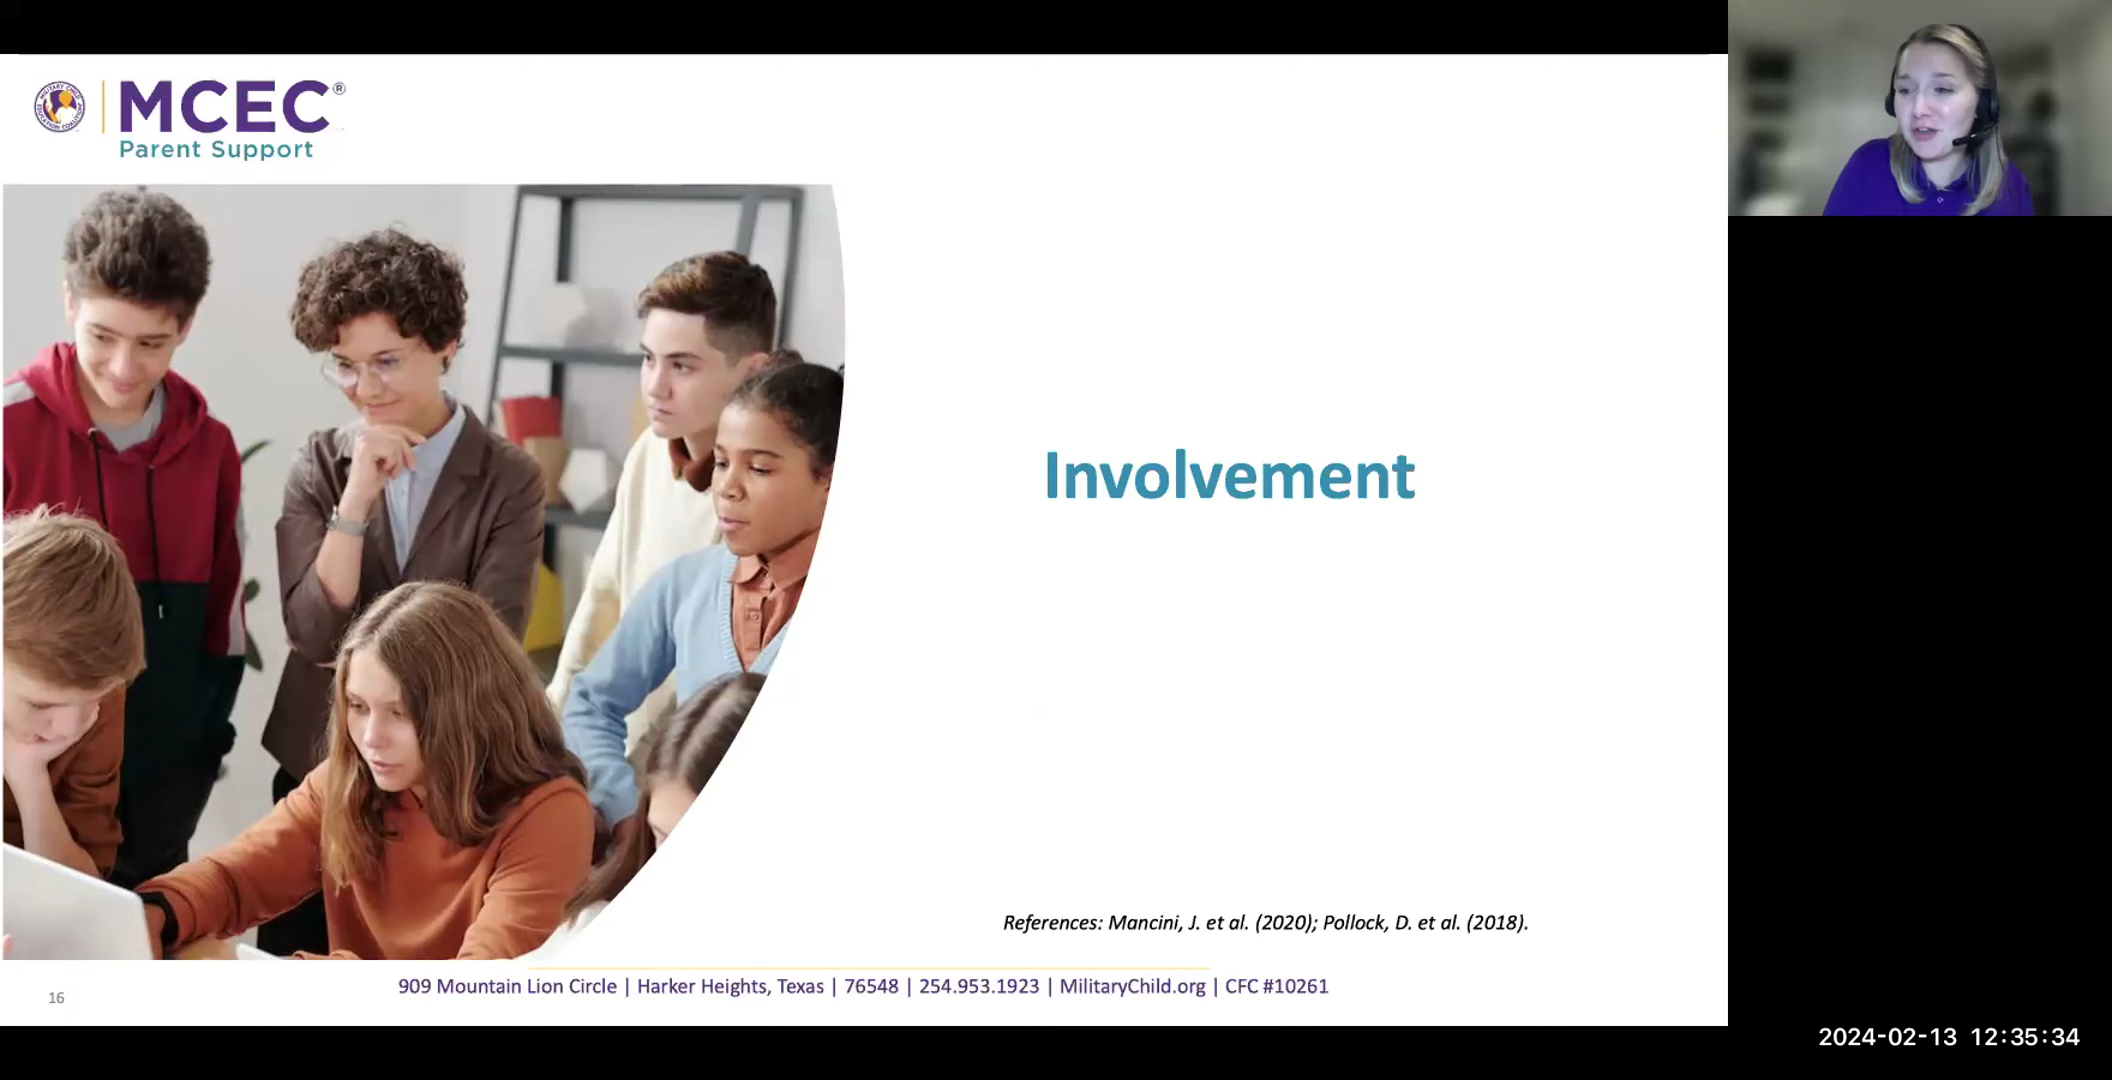 MCEC®
Parent Support
Involvement
References: Mancini, J. et al. (2020); Pollock, D. et al. (2018).
909 Mountain Lion Circle | Harker Heights, Texas | 76548 | 254.953.1923 | MilitaryChild.org | CFC #10261
16
2024-02-13 12:35:34